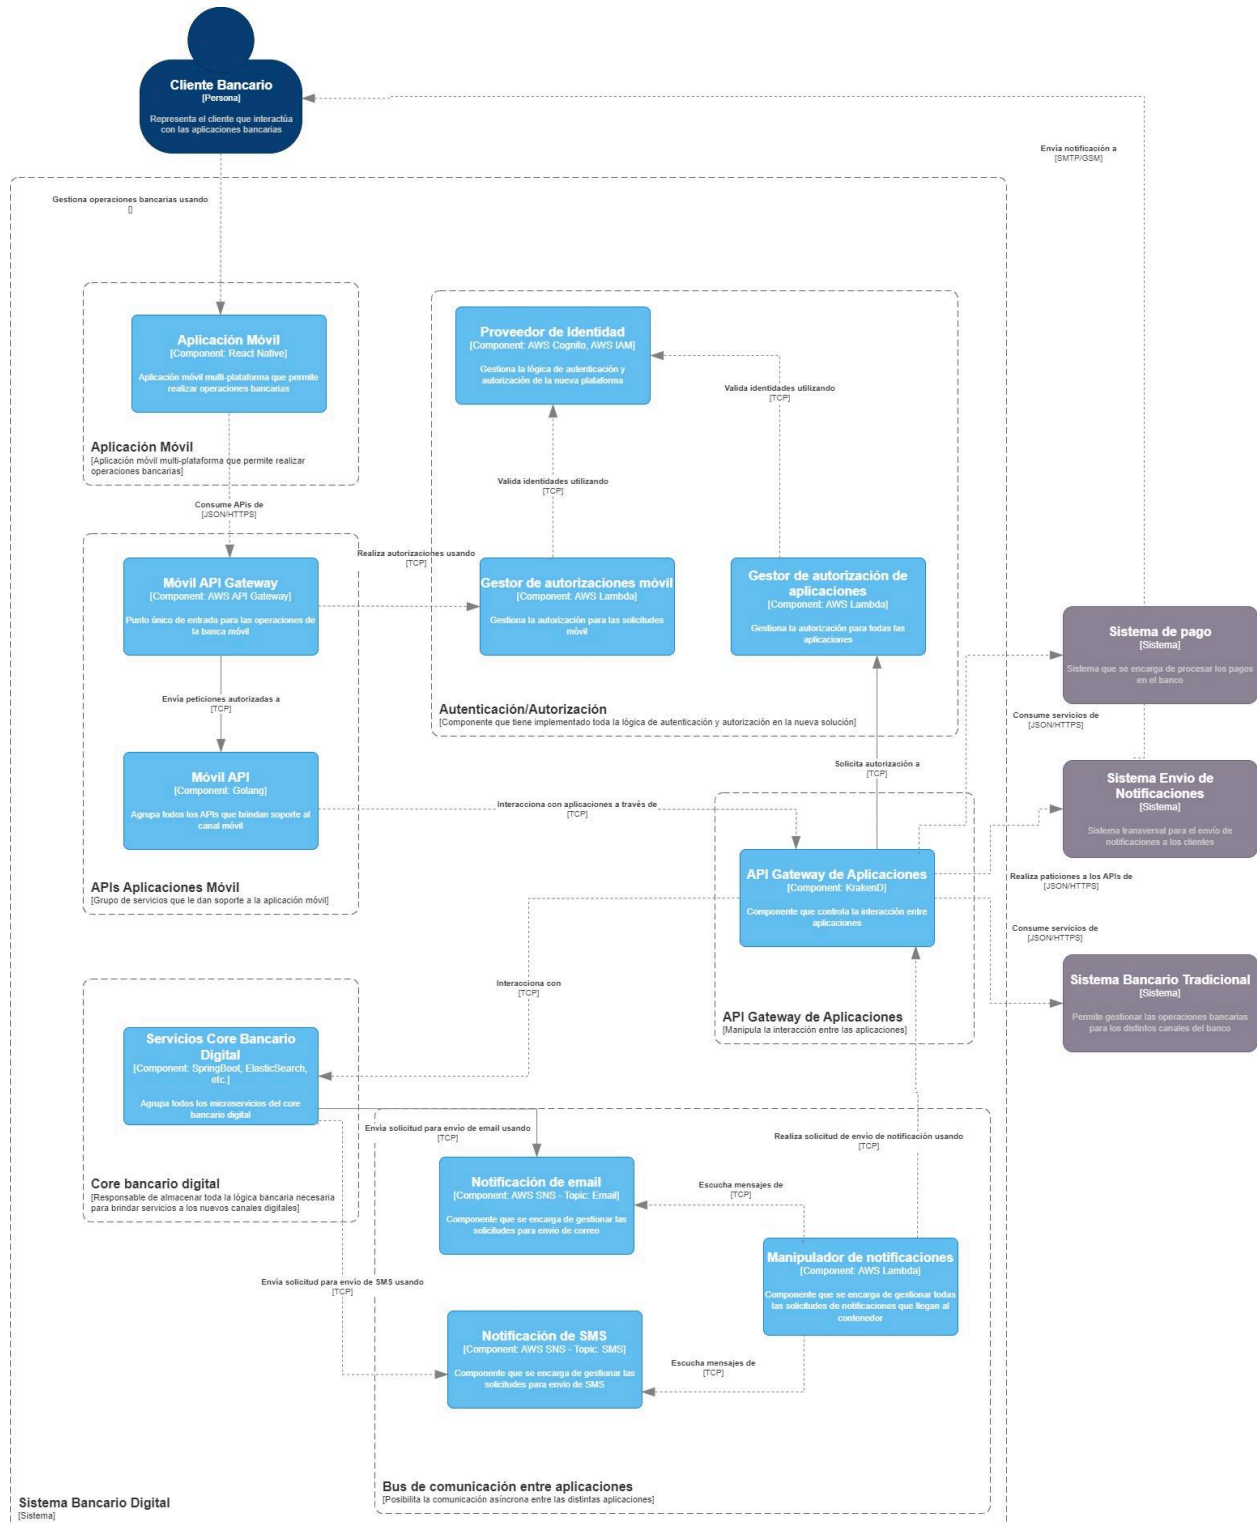 Cliente Bancario
[Persona]
Representa el cliente que interactúa
con las aplicaciones bancarias
Envía notificación a
[SMTP/GSM]
Gestiona operaciones bancarias usando
[]
Aplicación Móvil
[Component: React Native]
Aplicación móvil multi-plataforma que permite
realizar operaciones bancarias
Aplicación Móvil
[Aplicación móvil multi-plataforma que permite realizar
operaciones bancarias]
Proveedor de Identidad
[Component: AWS Cognito, AWS IAM]
Gestiona la lógica de autenticación y
autorización de la nueva plataforma
Valida identidades utilizando
[TCP]
Valida identidades utilizando
[TCP]
Consume APIs de
[JSON/HTTPS]
Realiza autorizaciones usando
[TCP]
Móvil API Gateway
[Component: AWS API Gateway]
Punto único de entrada para las operaciones de
la banca móvil
Gestor de autorizaciones móvil
[Component: AWS Lambda]
Gestiona la autorización para las solicitudes
móvil
Gestor de autorización de
aplicaciones
[Component: AWS Lambda]
Gestiona la autorización para todas las
aplicaciones
Autenticación/Autorización
[Componente que tiene implementado toda la lógica de autenticación y autorización en la nueva solución]
Envía peticiones autorizadas a
[TCP]
Móvil API
[Component: Golang]
Agrupa todos los APIs que brindan soporte al
canal móvil
APIs Aplicaciones Móvil
[Grupo de servicios que le dan soporte a la aplicación móvil]
Interacciona con aplicaciones a través de
[TCP]
Solicita autorización a
[TCP]
API Gateway de Aplicaciones
[Component: KrakenD]
Componente que controla la interacción entre
aplicaciones
API Gateway de Aplicaciones
[Manipula la interacción entre las aplicaciones]
Sistema de pago
[Sistema]
Sistema que se encarga de procesar los pagos
en el banco
Consume servicios de
[JSON/HTTPS]
Sistema Envío de
Notificaciones
[Sistema]
Sistema transversal para el envío de
notificaciones a los clientes
Realiza paticiones a los APIs de
[JSON/HTTPS]
Consume servicios de
[JSON/HTTPS]
Sistema Bancario Tradicional
[Sistema]
Permite gestionar las operaciones bancarias
para los distintos canales del banco
Interacciona con
[TCP]
Servicios Core Bancario
Digital
[Component: SpringBoot, ElasticSearch,
etc.]
Agrupa todos los microservicios del core
bancario digital
Core bancario digital
[Responsable de almacenar toda la lógica bancaria necesaria
para brindar servicios a los nuevos canales digitales]
Envía solicitud para envío de email usando
[TCP]
Realiza solicitud de envío de notificación usando
[TCP]
Notificación de email
[Component: AWS SNS - Topic: Email]
Componente que se encarga de gestionar las
solicitudes para envio de correo
Escucha mensajes de
[TCP]
Manipulador de notificaciones
[Component: AWS Lambda]
Componente que se encarga de gestionar todas
las solicitudes de notificaciones que llegan al
contenedor
Envía solicitud para envío de SMS usando
[TCP]
Notificación de SMS
[Component: AWS SNS - Topic: SMS]
Componente que se encarga de gestionar las
solicitudes para envio de SMS
Escucha mensajes de
[TCP]
Bus de comunicación entre aplicaciones
[Posibilita la comunicación asíncrona entre las distintas aplicaciones]
Sistema Bancario Digital
[Sistema]